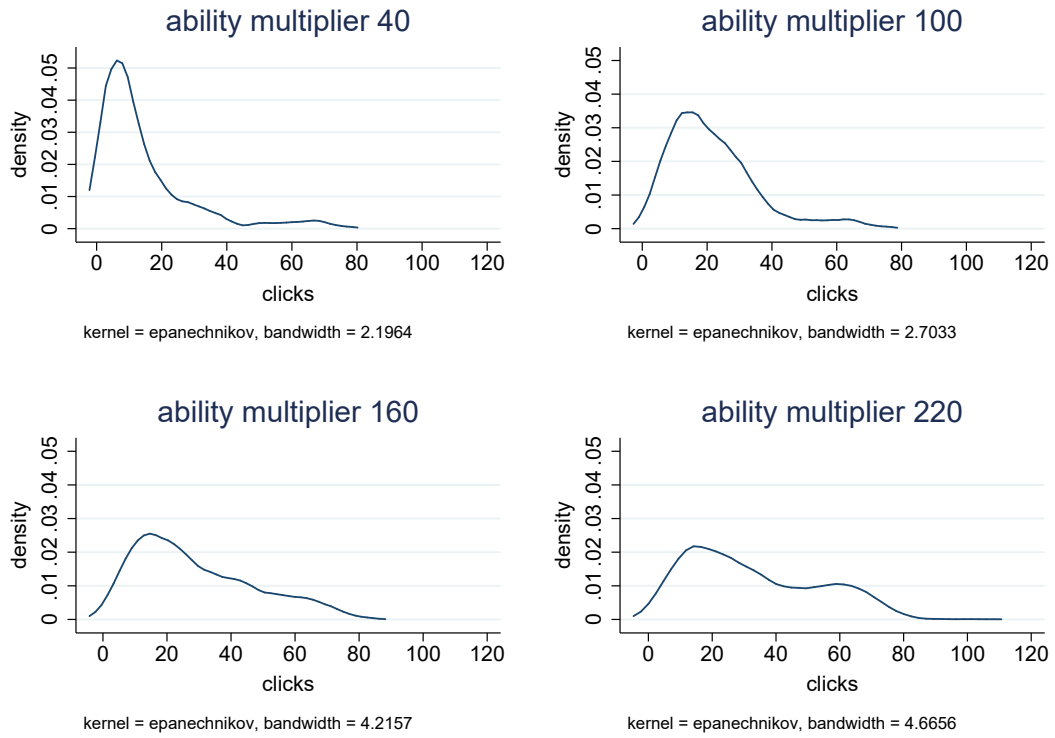 ability multiplier 40
density
0 .01 .02 .03 .04 .05
0 20 40 60 80 100 120
clicks
kernel = epanechnikov, bandwidth = 2.1964
ability multiplier 100
density
0 .01 .02 .03 .04 .05
0 20 40 60 80 100 120
clicks
kernel = epanechnikov, bandwidth = 2.7033
ability multiplier 160
density
0 .01 .02 .03 .04 .05
0 20 40 60 80 100 120
clicks
kernel = epanechnikov, bandwidth = 4.2157
ability multiplier 220
density
0 .01 .02 .03 .04 .05
0 20 40 60 80 100 120
clicks
kernel = epanechnikov, bandwidth = 4.6656